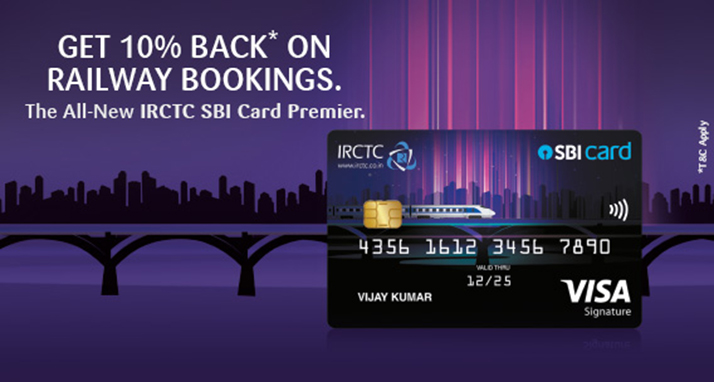 GET 10% BACK* ON
RAILWAY BOOKINGS.
The All-New IRCTC SBI Card Premier.
*T&C Apply
IRCTC
www.irctc.co.in
SBI card
4356 1612 3456 7890
VALID THRU
12/25
VIJAY KUMAR
VISA
Signature